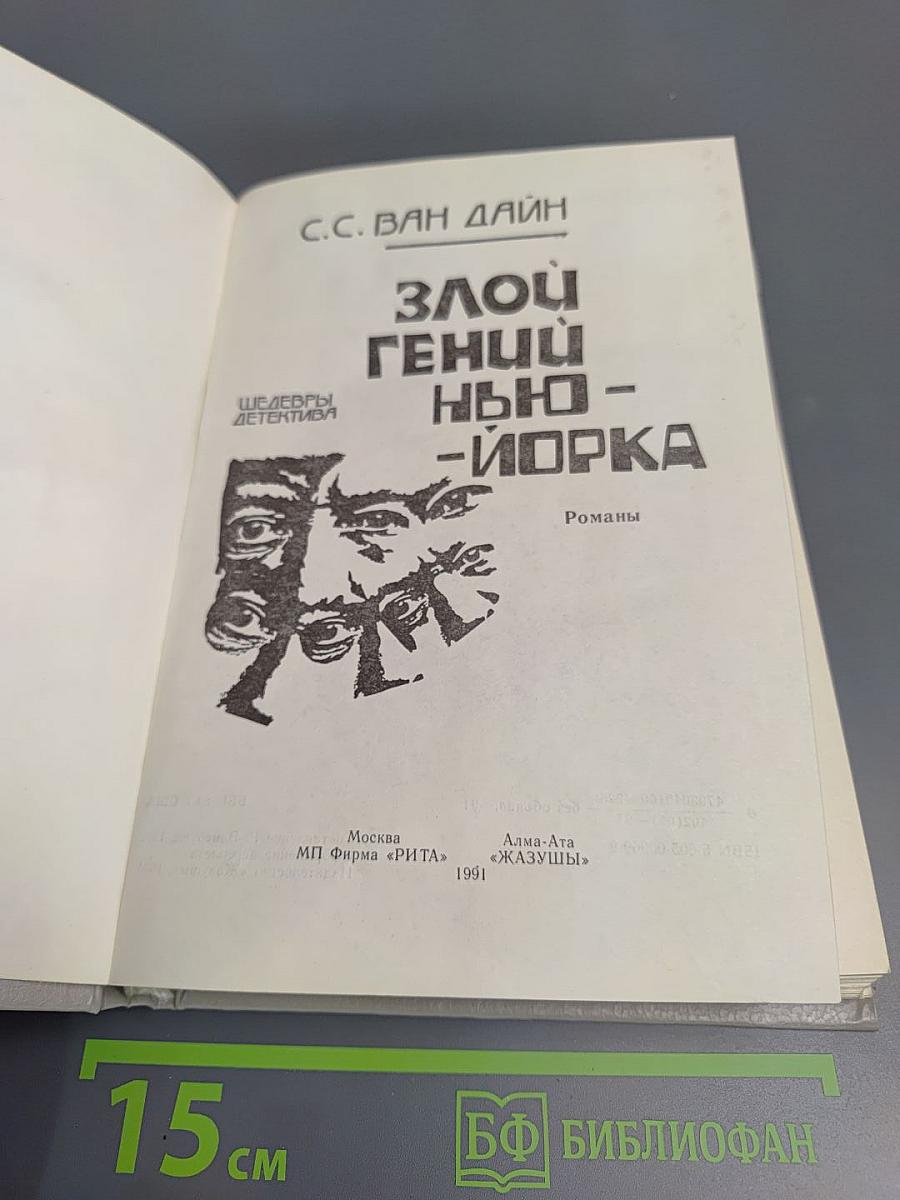 С.С. ВАН ДАЙН
ЗЛОЙ
ГЕНИЙ
НЬЮ-
-ЙОРКА
ШЕДЕВРЫ
ДЕТЕКТИВА
Романы
Москва
МП Фирма «РИТА»
Алма-Ата
«ЖАЗУШЫ»
1991
15 см
БФ БИБЛИОФАН